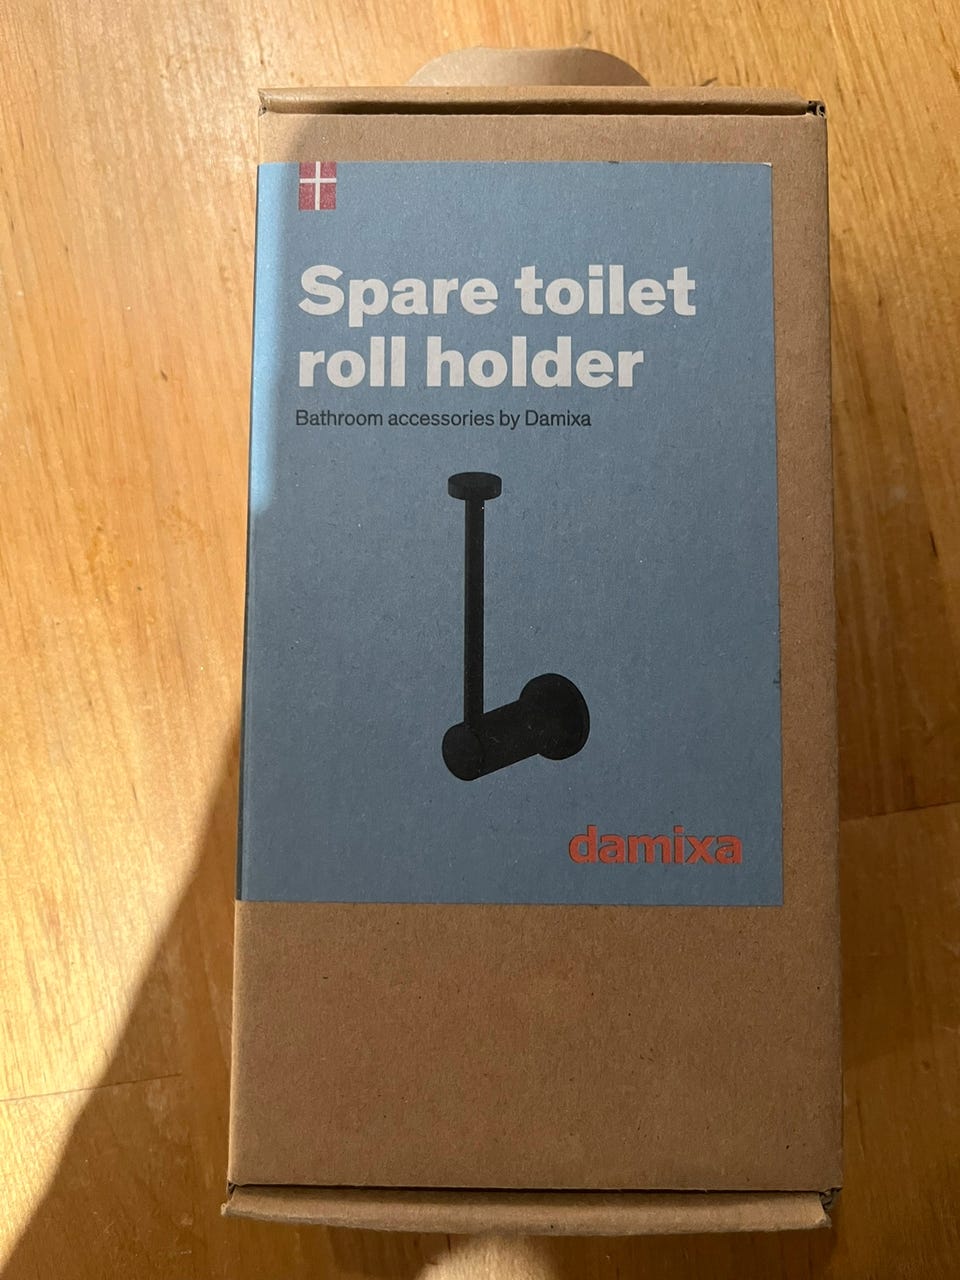 Spare toilet
roll holder
Bathroom accessories by Damixa
damixa